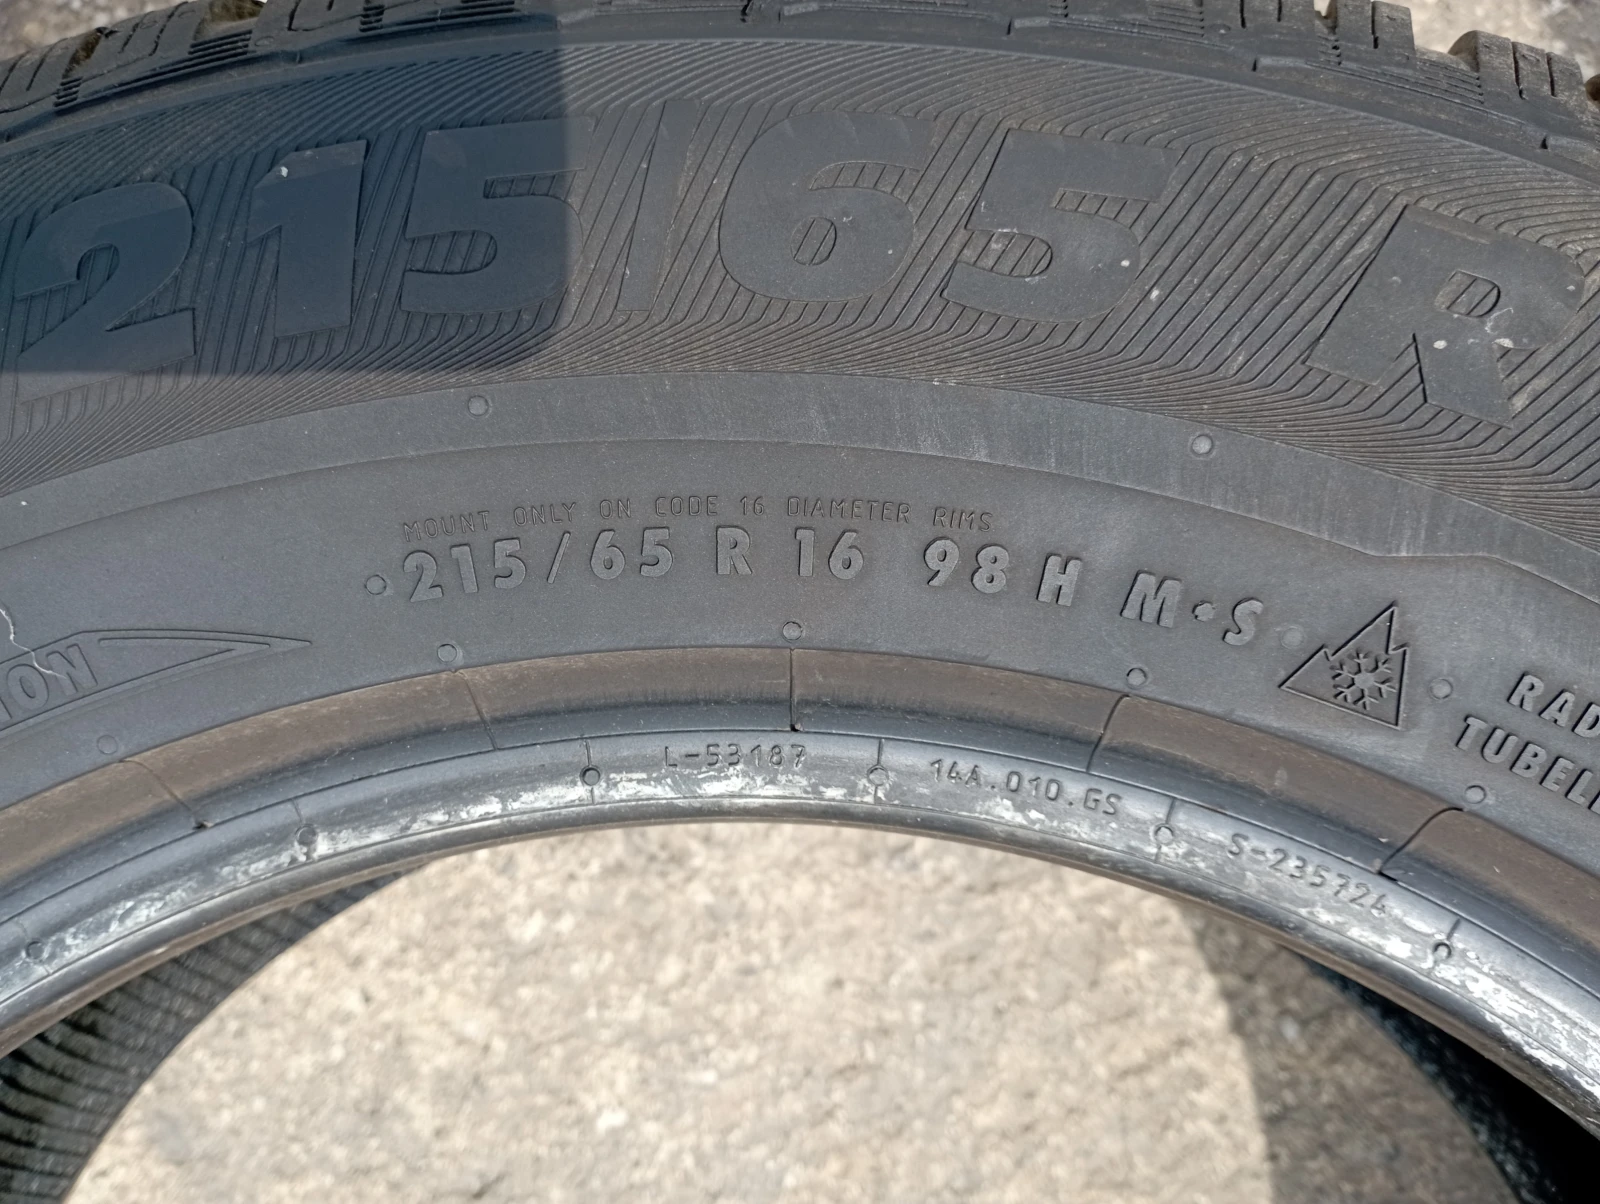 215/65 R
MOUNT ONLY ON CODE 16 DIAMETER RIMS
215/65 R 16 98 H M•S
L-53187
14A.010.GS
S-235724